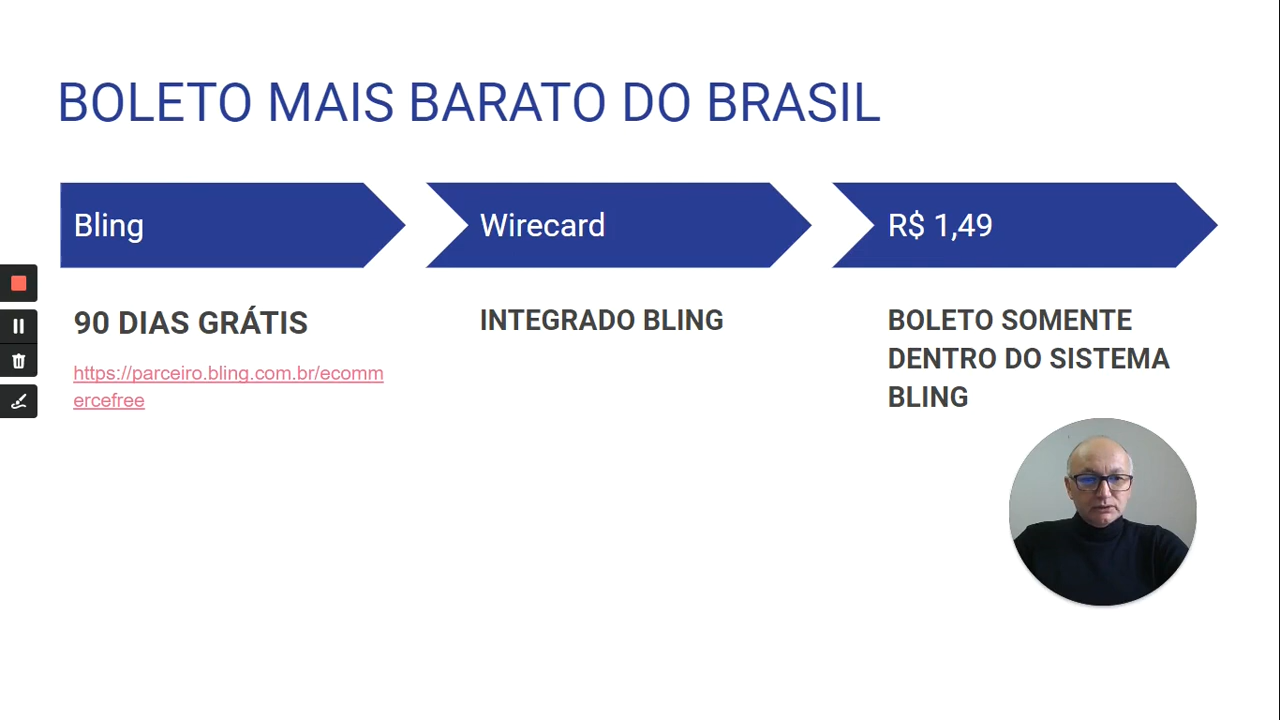 BOLETO MAIS BARATO DO BRASIL
Bling
Wirecard
R$ 1,49
90 DIAS GRÁTIS
https://parceiro.bling.com.br/ecomm
ercefree
INTEGRADO BLING
BOLETO SOMENTE
DENTRO DO SISTEMA
BLING